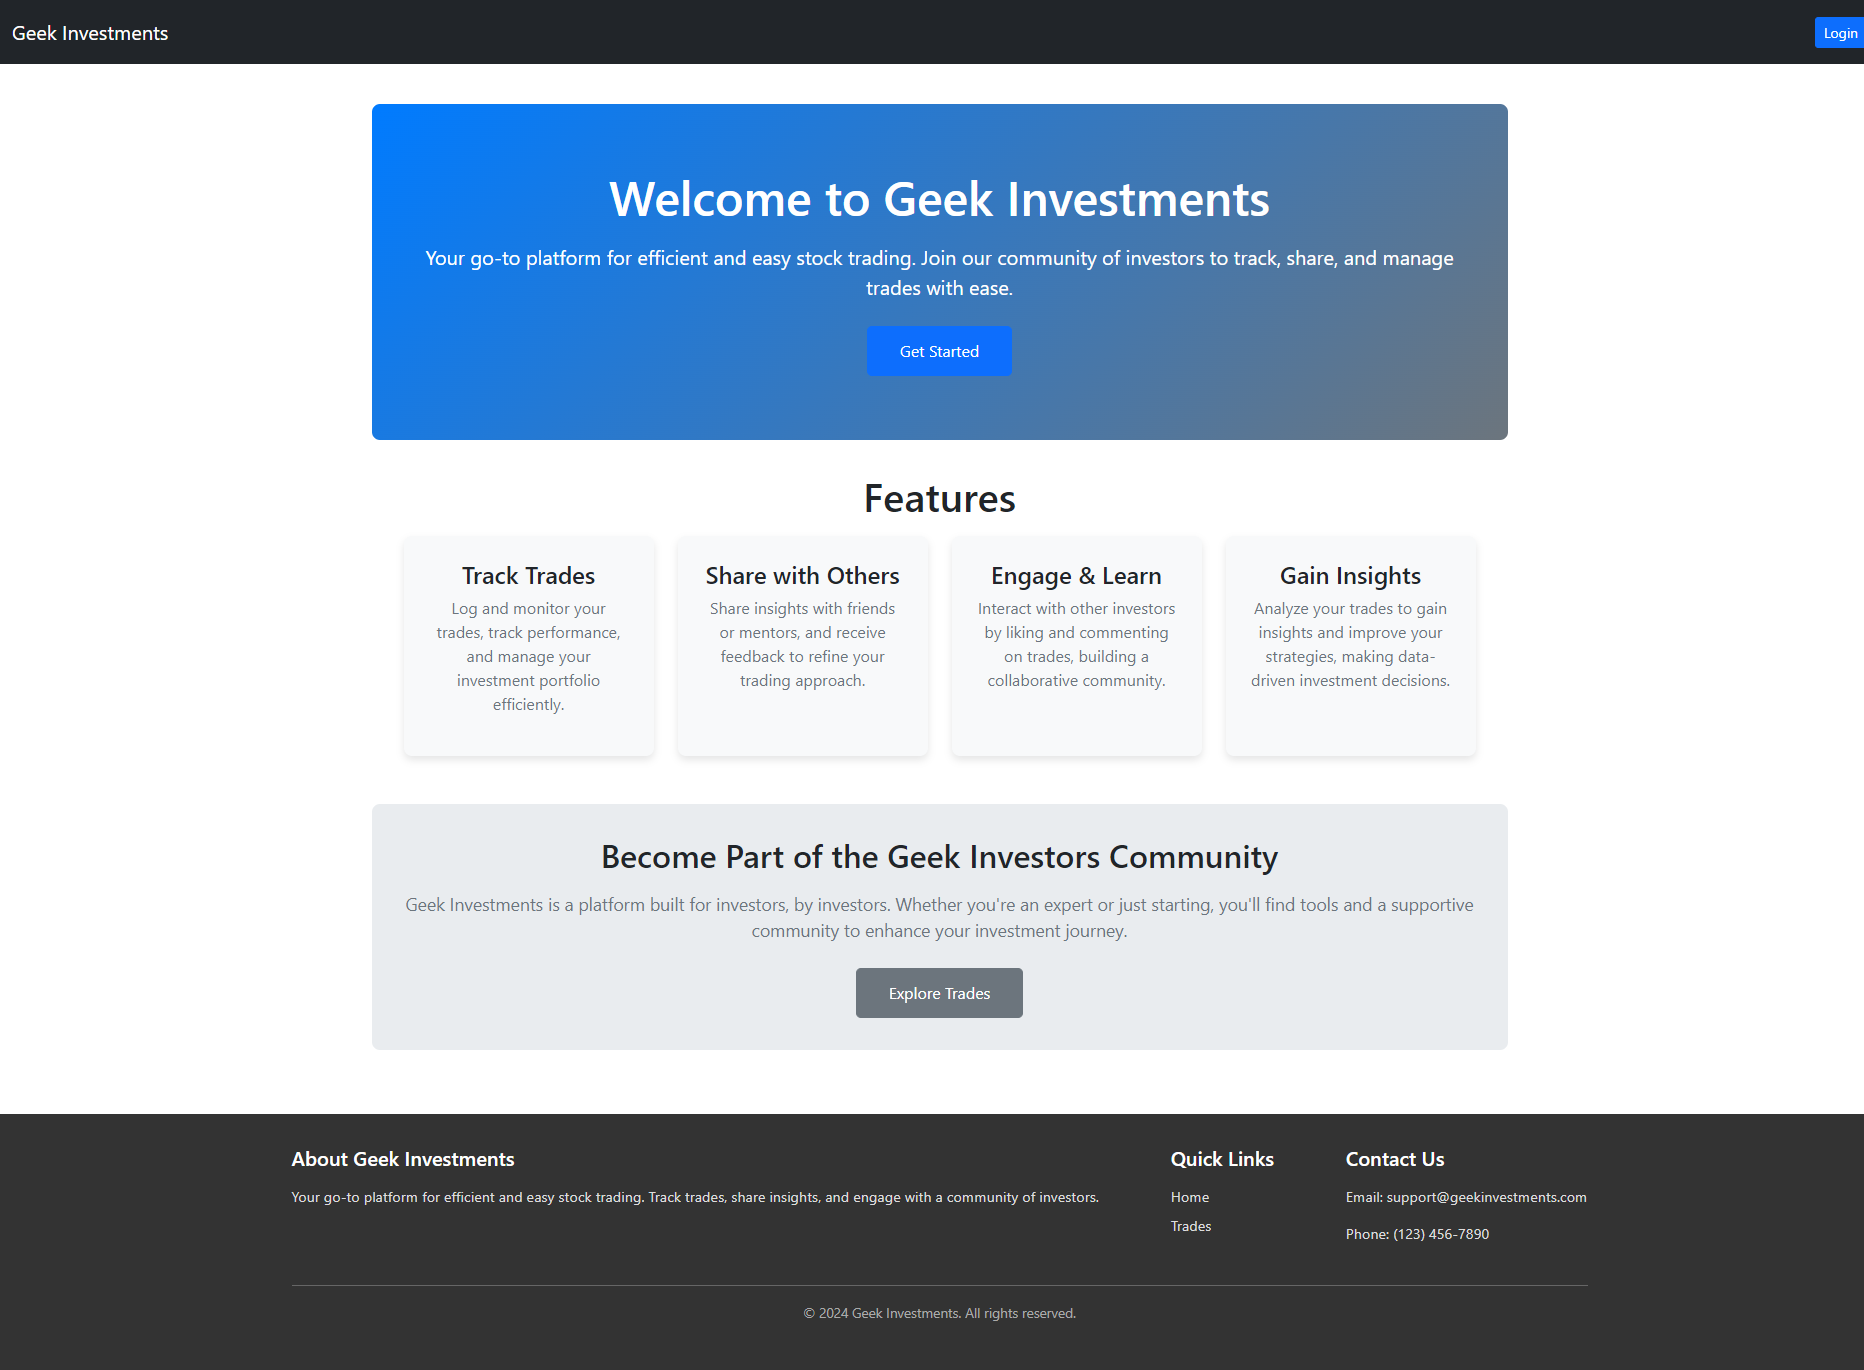 Geek Investments
Login
Welcome to Geek Investments
Your go-to platform for efficient and easy stock trading. Join our community of investors to track, share, and manage
trades with ease.
Get Started
Features
Track Trades
Log and monitor your
trades, track performance,
and manage your
investment portfolio
efficiently.
Share with Others
Share insights with friends
or mentors, and receive
feedback to refine your
trading approach.
Engage & Learn
Interact with other investors
by liking and commenting
on trades, building a
collaborative community.
Gain Insights
Analyze your trades to gain
insights and improve your
strategies, making data-
driven investment decisions.
Become Part of the Geek Investors Community
Geek Investments is a platform built for investors, by investors. Whether you're an expert or just starting, you'll find tools and a supportive
community to enhance your investment journey.
Explore Trades
About Geek Investments
Your go-to platform for efficient and easy stock trading. Track trades, share insights, and engage with a community of investors.
Quick Links
Home
Trades
Contact Us
Email: support@geekinvestments.com
Phone: (123) 456-7890
© 2024 Geek Investments. All rights reserved.